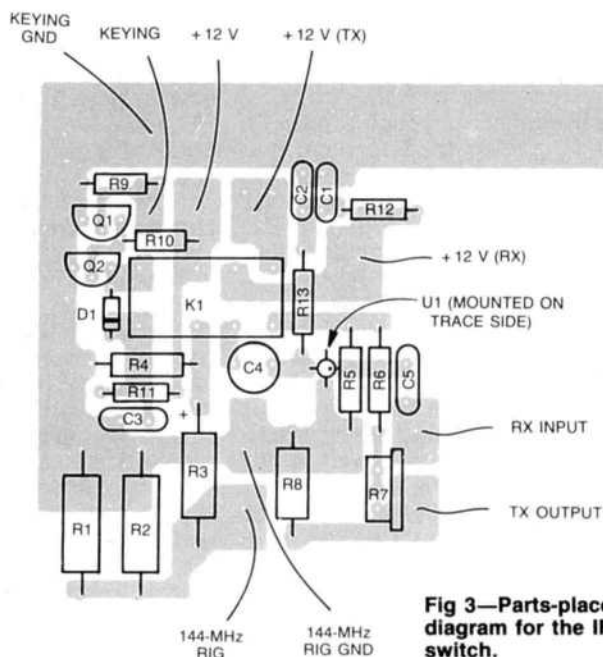 KEYING
GND
KEYING
+12 V
+12 V (TX)
R9
C2
C1
Q1
R12
R10
Q2
+12 V (RX)
K1
R13
D1
U1 (MOUNTED ON
TRACE SIDE)
R4
C4
R5
R6
C5
R11
C3
+
RX INPUT
R3
R8
R7
R1
R2
TX OUTPUT
144-MHz
RIG
144-MHz
RIG GND
Fig 3—Parts-place
diagram for the
switch.